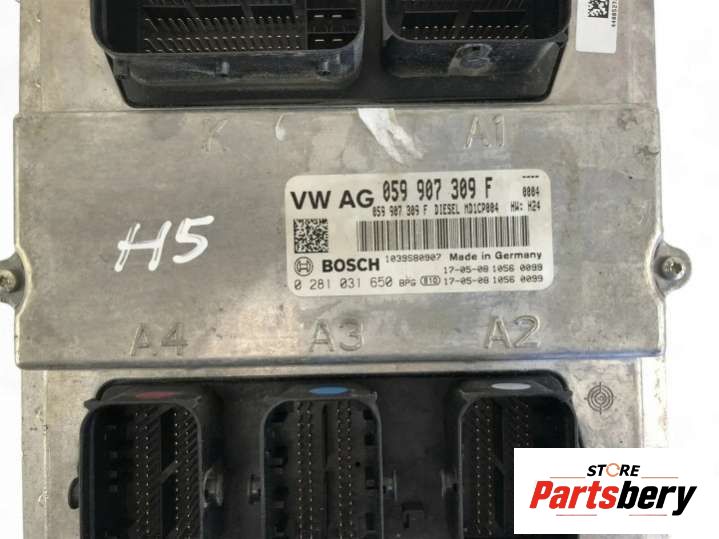 K
A1
VW AG 059 907 309 F
0004
059 907 309 F DIESEL MD1CP004 HW: H24
1039S80907 Made in Germany
BOSCH
17-05-08 1056 0099
0 281 031 650 BPG 810 17-05-08 1056 0099
H5
A4
A3
A2
STORE
Partsbery